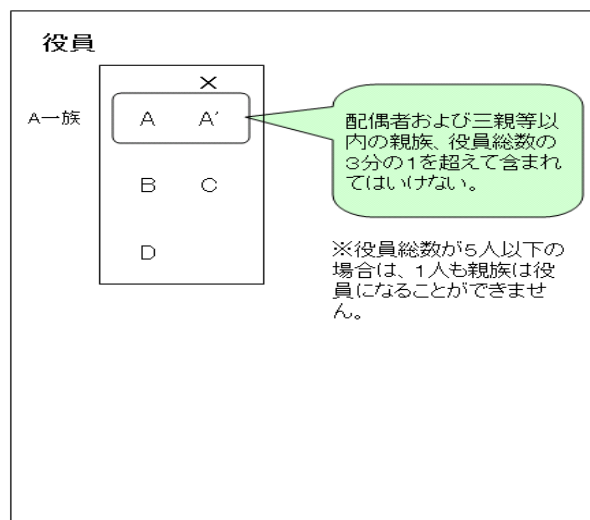 役員
×
A一族
A A′
B C
D
配偶者および三親等以
内の親族、役員総数の
3分の1を超えて含まれ
てはいけない。
※役員総数が5人以下の
場合は、1人も親族は役
員になることができませ
ん。